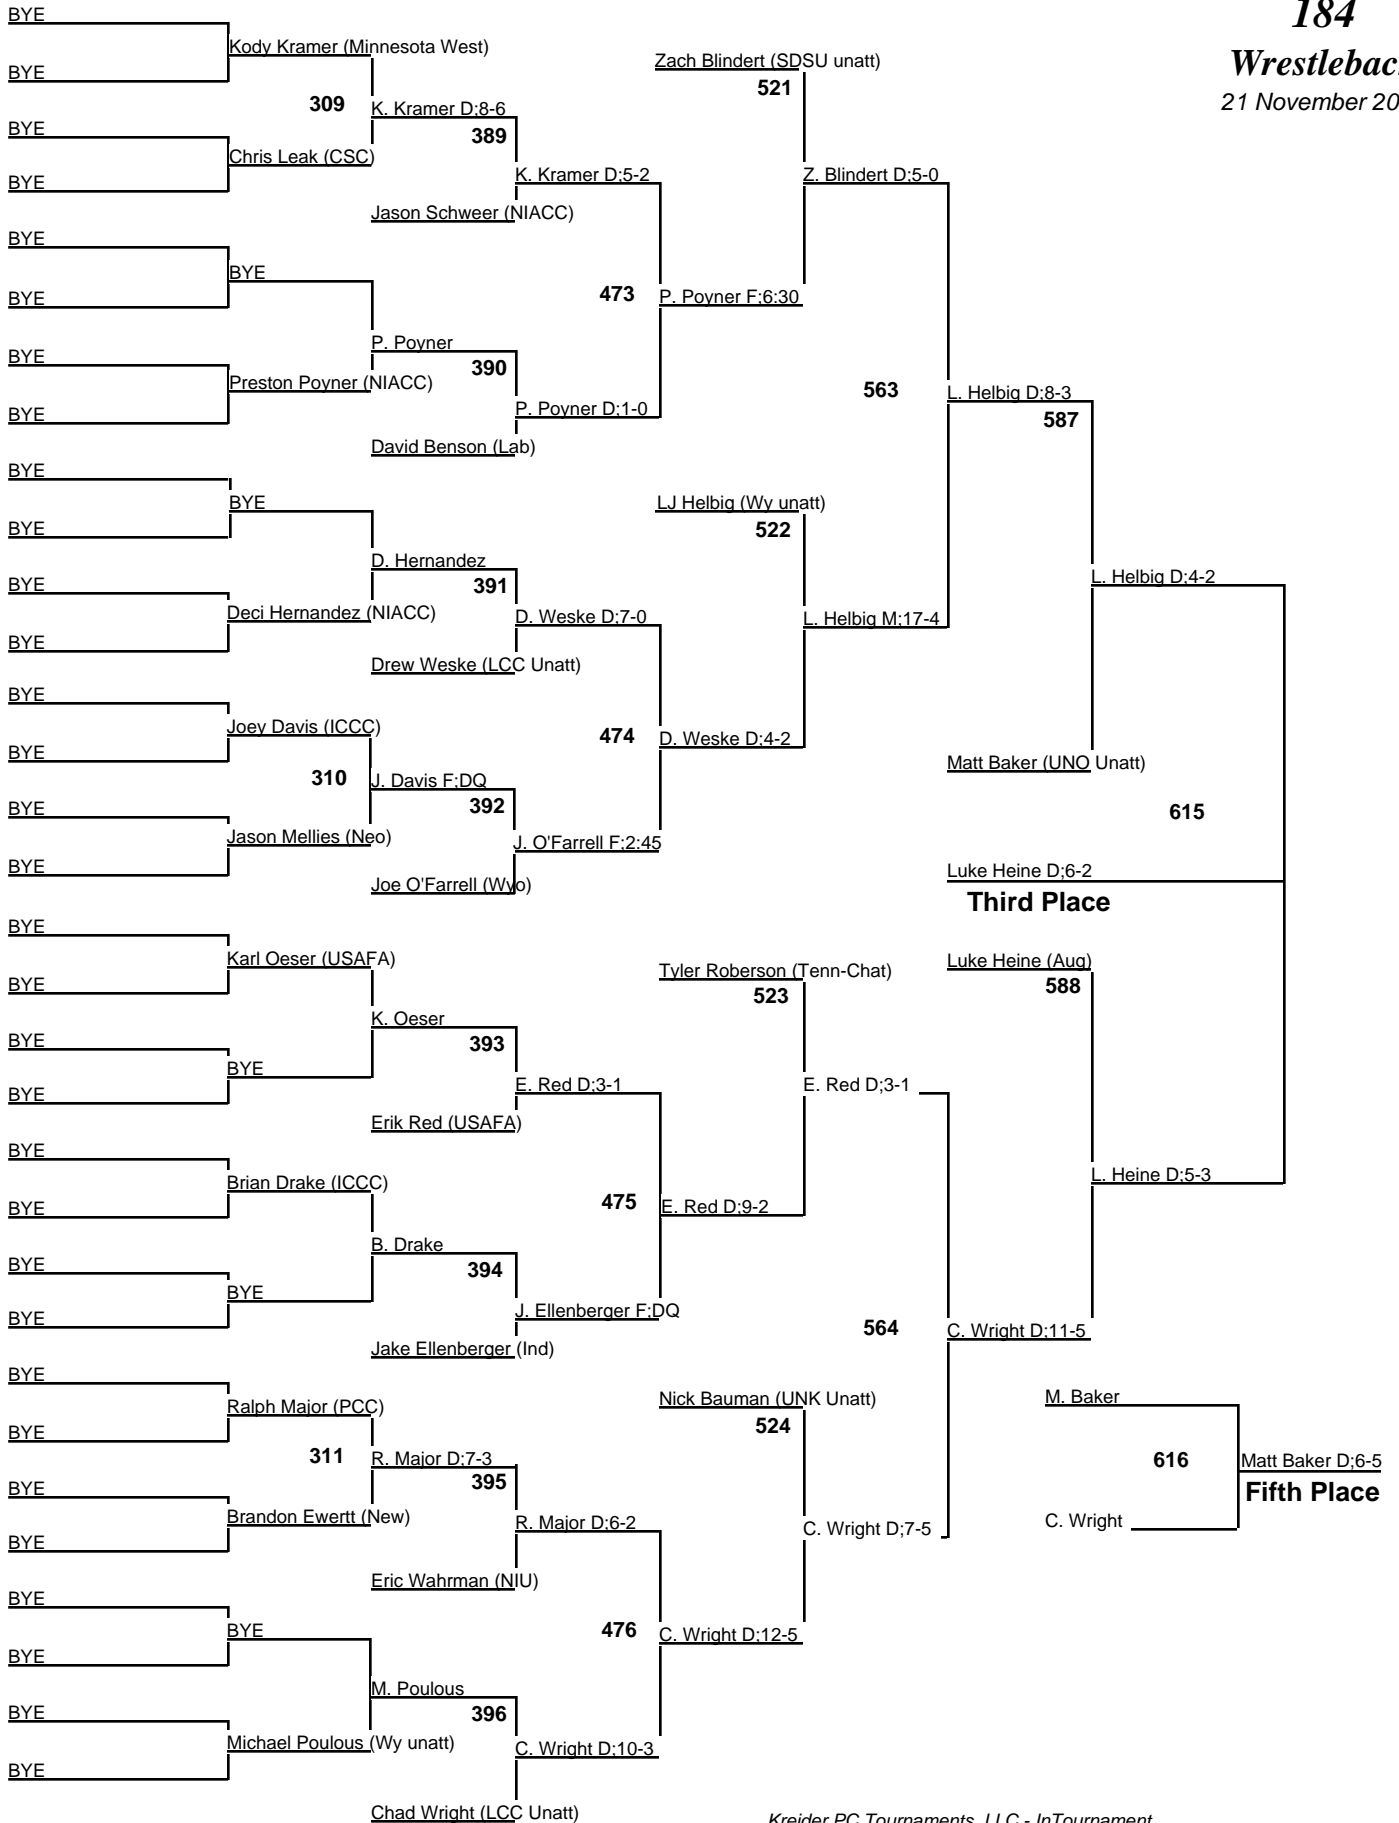 184
Wrestleback
21 November 20
BYE
Kody Kramer (Minnesota West)
BYE
309
K. Kramer D;8-6
BYE
389
Chris Leak (CSC)
BYE
K. Kramer D;5-2
Jason Schweer (NIACC)
BYE
BYE
BYE
473
P. Poyner F;6:30
Zach Blindert (SDSU unatt)
521
Z. Blindert D;5-0
P. Poyner
BYE
390
Preston Poyner (NIACC)
BYE
P. Poyner D;1-0
David Benson (Lab)
563
L. Helbig D;8-3
587
BYE
BYE
BYE
LJ Helbig (Wy unatt)
522
D. Hernandez
BYE
391
Deci Hernandez (NIACC)
D. Weske D;7-0
L. Helbig M;17-4
BYE
Drew Weske (LCC Unatt)
L. Helbig D;4-2
BYE
Joey Davis (ICCC)
BYE
474
D. Weske D;4-2
310
J. Davis F;DQ
392
BYE
Jason Mellies (Neo)
J. O'Farrell F;2:45
BYE
Joe O'Farrell (Wyo)
Matt Baker (UNO Unatt)
615
Luke Heine D;6-2
Third Place
BYE
Karl Oeser (USAFA)
BYE
Tyler Roberson (Tenn-Chat)
523
Luke Heine (Aug)
588
K. Oeser
BYE
393
BYE
BYE
E. Red D;3-1
E. Red D;3-1
Erik Red (USAFA)
BYE
Brian Drake (ICCC)
BYE
475
E. Red D;9-2
L. Heine D;5-3
B. Drake
BYE
394
BYE
BYE
J. Ellenberger F;DQ
Jake Ellenberger (Ind)
564
C. Wright D;11-5
BYE
Ralph Major (PCC)
BYE
Nick Bauman (UNK Unatt)
524
M. Baker
311
R. Major D;7-3
395
616
Matt Baker D;6-5
Fifth Place
BYE
Brandon Ewertt (New)
R. Major D;6-2
C. Wright D;7-5
C. Wright
BYE
Eric Wahrman (NIU)
BYE
BYE
BYE
476
C. Wright D;12-5
M. Poulous
BYE
396
Michael Poulous (Wy unatt)
C. Wright D;10-3
BYE
Chad Wright (LCC Unatt)
Kreider PC Tournaments, LLC - InTournament